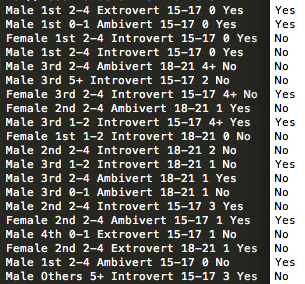 Male 1st 2-4 Extrovert 15-17 0 Yes Yes
Male 1st 0-1 Ambivert 15-17 0 Yes Yes
Female 1st 2-4 Introvert 15-17 0 Yes No
Male 1st 2-4 Introvert 15-17 0 Yes No
Male 3rd 2-4 Ambivert 18-21 4+ No No
Male 3rd 5+ Introvert 15-17 2 No No
Female 3rd 2-4 Introvert 15-17 4+ No Yes
Female 2nd 2-4 Ambivert 18-21 1 Yes No
Male 3rd 1-2 Introvert 15-17 4+ Yes Yes
Female 1st 1-2 Introvert 18-21 0 No No
Male 2nd 2-4 Introvert 18-21 2 No No
Male 3rd 1-2 Introvert 18-21 1 No No
Male 3rd 2-4 Ambivert 18-21 1 Yes No
Male 3rd 0-1 Ambivert 18-21 1 No No
Male 2nd 2-4 Introvert 15-17 3 Yes No
Female 2nd 2-4 Ambivert 15-17 1 Yes Yes
Male 4th 0-1 Extrovert 15-17 1 No No
Female 2nd 2-4 Extrovert 18-21 1 Yes No
Male 1st 2-4 Ambivert 15-17 0 No Yes
Male Others 5+ Introvert 15-17 3 Yes No